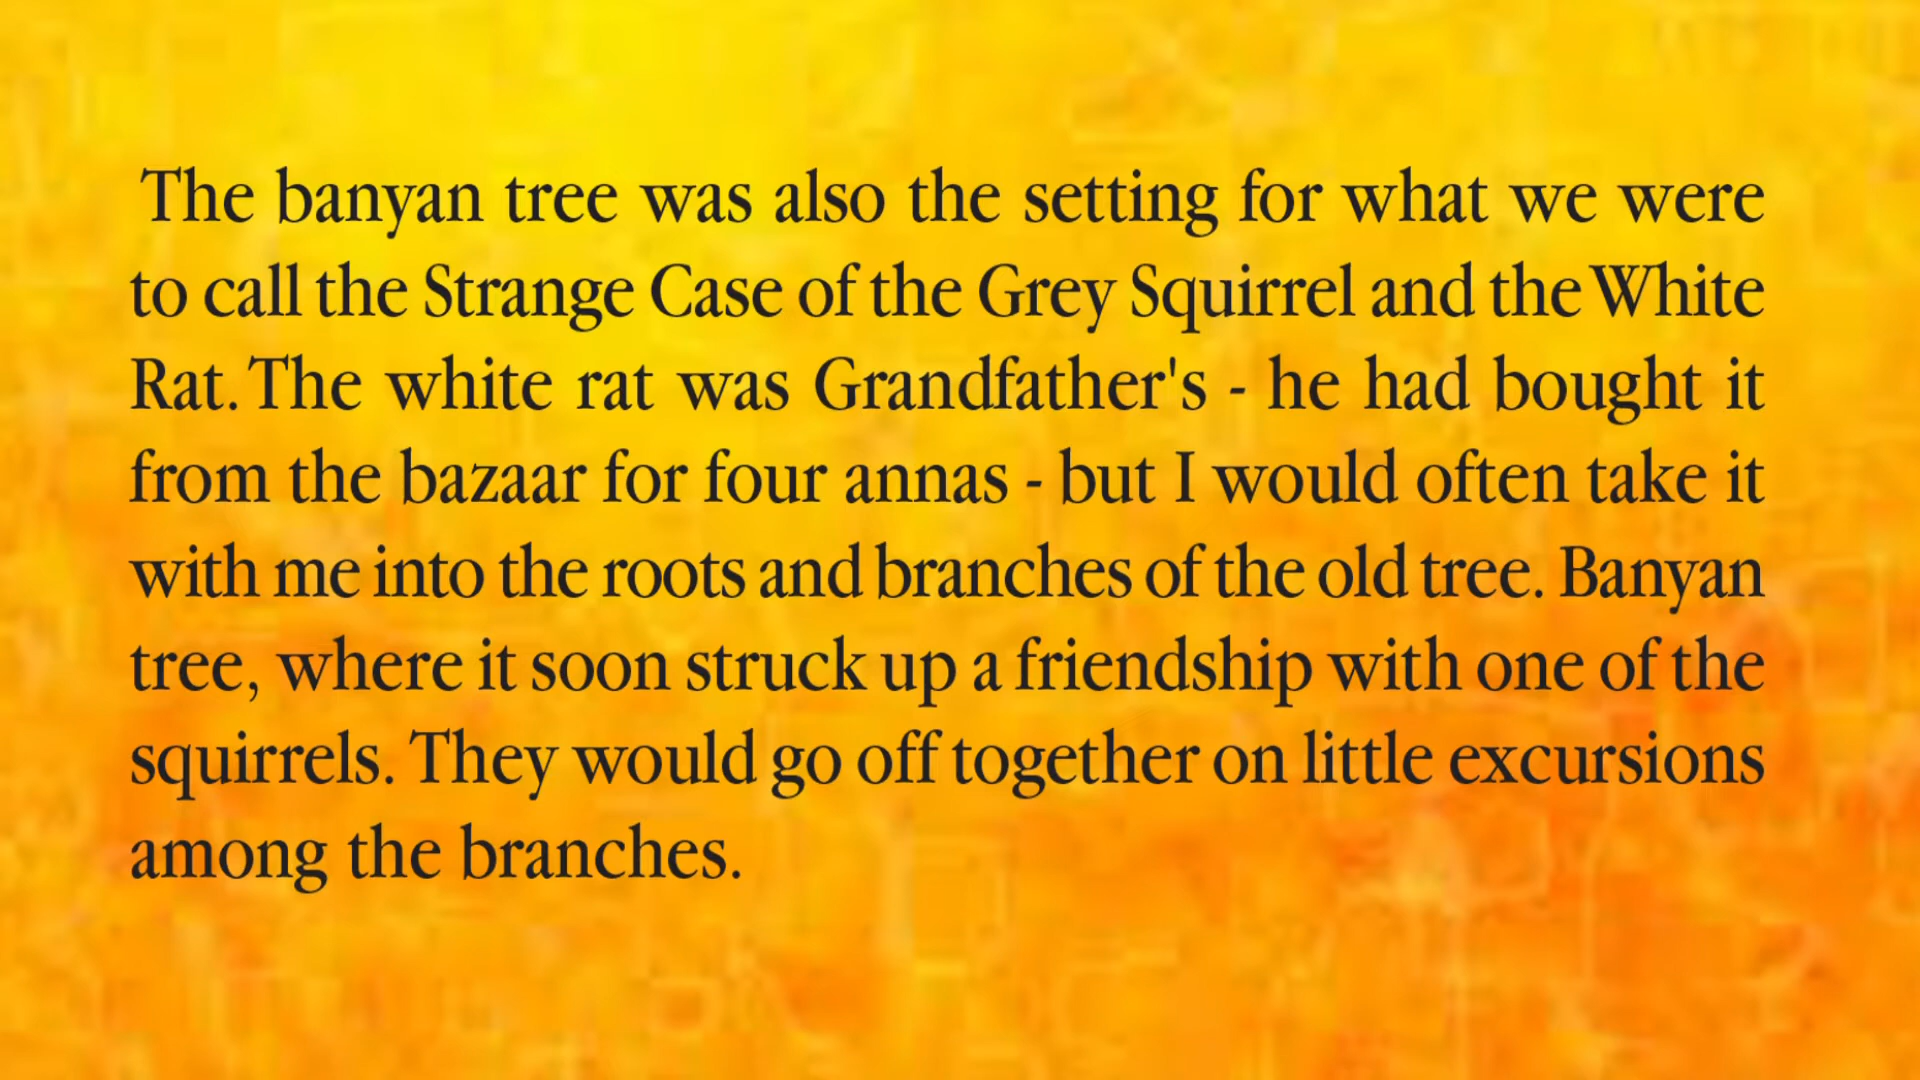 The banyan tree was also the setting for what we were
to call the Strange Case of the Grey Squirrel and the White
Rat. The white rat was Grandfather's - he had bought it
from the bazaar for four annas - but I would often take it
with me into the roots and branches of the old tree. Banyan
tree, where it soon struck up a friendship with one of the
squirrels. They would go off together on little excursions
among the branches.